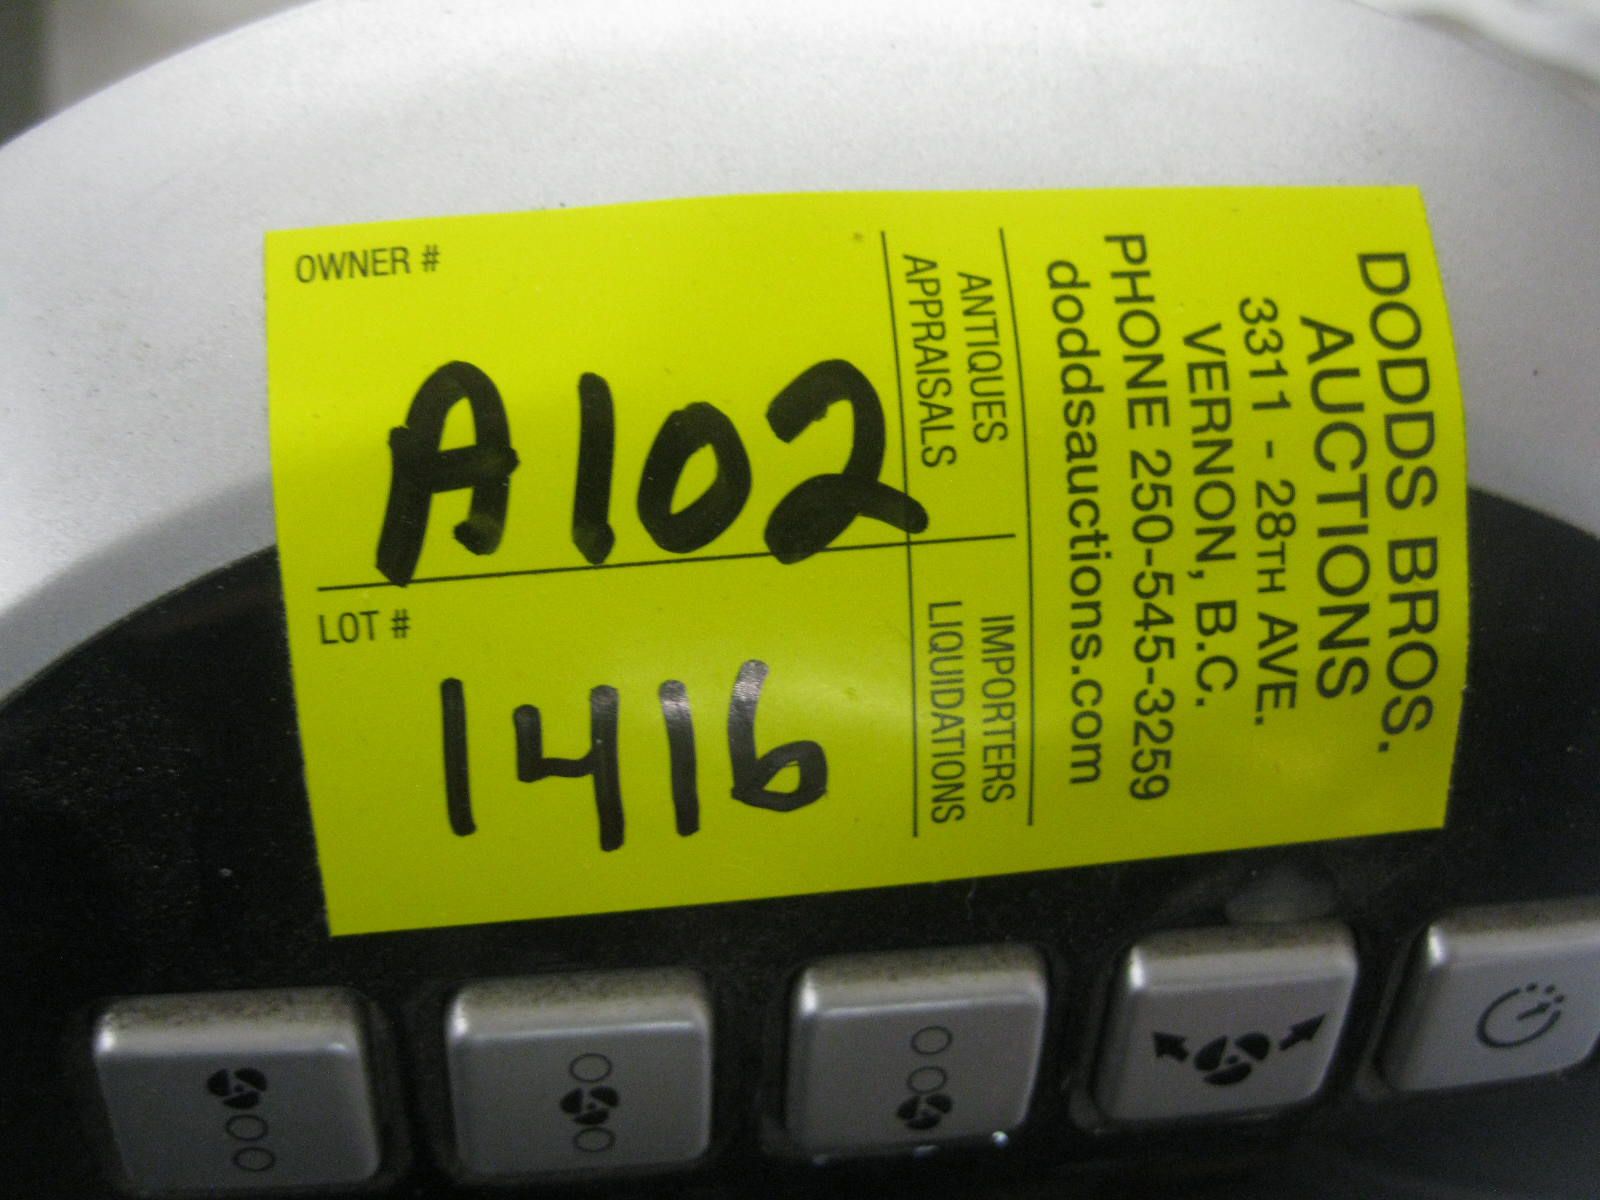 OWNER #
A102
LOT #
1416
ANTIQUES
APPRAISALS
IMPORTERS
LIQUIDATIONS
DODDS BROS.
AUCTIONS
3311 - 28TH AVE.
VERNON, B.C.
PHONE 250-545-3259
doddsauctions.com